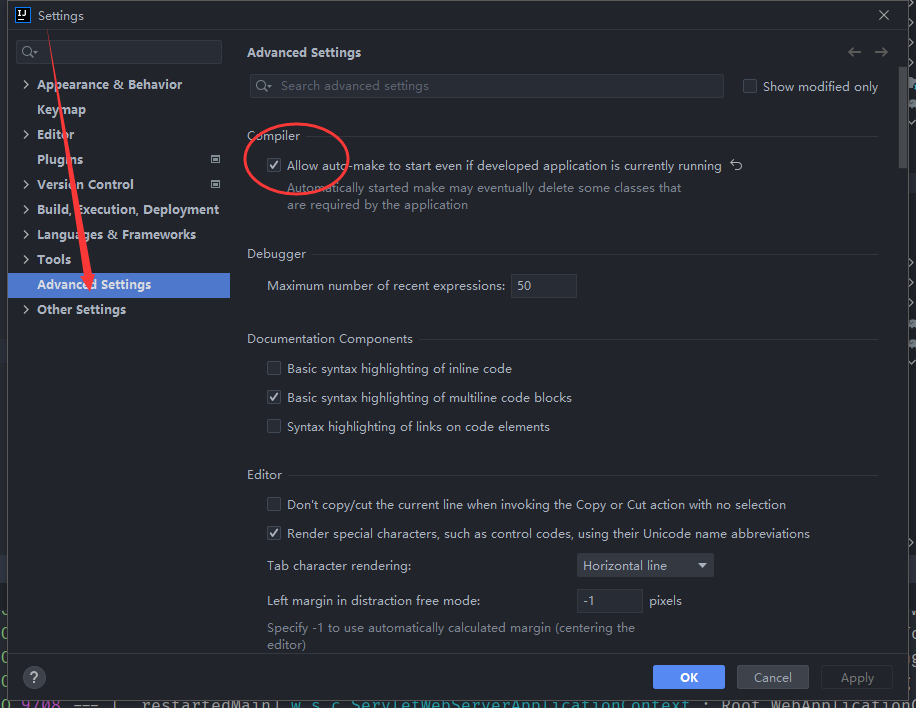 IJ Settings
Advanced Settings
Appearance & Behavior
Keymap
Editor
Plugins
Version Control
Build, Execution, Deployment
Languages & Frameworks
Tools
Advanced Settings
Other Settings
Search advanced settings
Show modified only
Compiler
Allow auto-make to start even if developed application is currently running
Automatically started make may eventually delete some classes that
are required by the application
Debugger
Maximum number of recent expressions: 50
Documentation Components
Basic syntax highlighting of inline code
Basic syntax highlighting of multiline code blocks
Syntax highlighting of links on code elements
Editor
Don't copy/cut the current line when invoking the Copy or Cut action with no selection
Render special characters, such as control codes, using their Unicode name abbreviations
Tab character rendering: Horizontal line
Left margin in distraction free mode: -1 pixels
Specify -1 to use automatically calculated margin (centering the
editor)
? OK Cancel Apply
9708 --- [ restartedMain] w.s.c.ServletWebServerApplicationContext : Root WebApplication